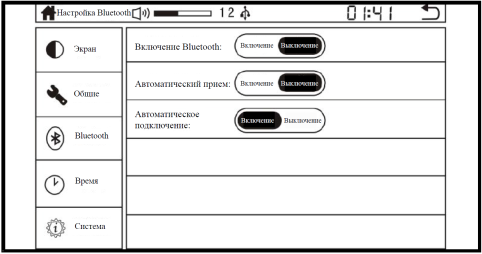 Настройка Bluetooth 12 01:41
Экран
Общие
Bluetooth
Время
Система
Включение Bluetooth: Включение Выключение
Автоматический прием: Включение Выключение
Автоматическое
подключение: Включение Выключение